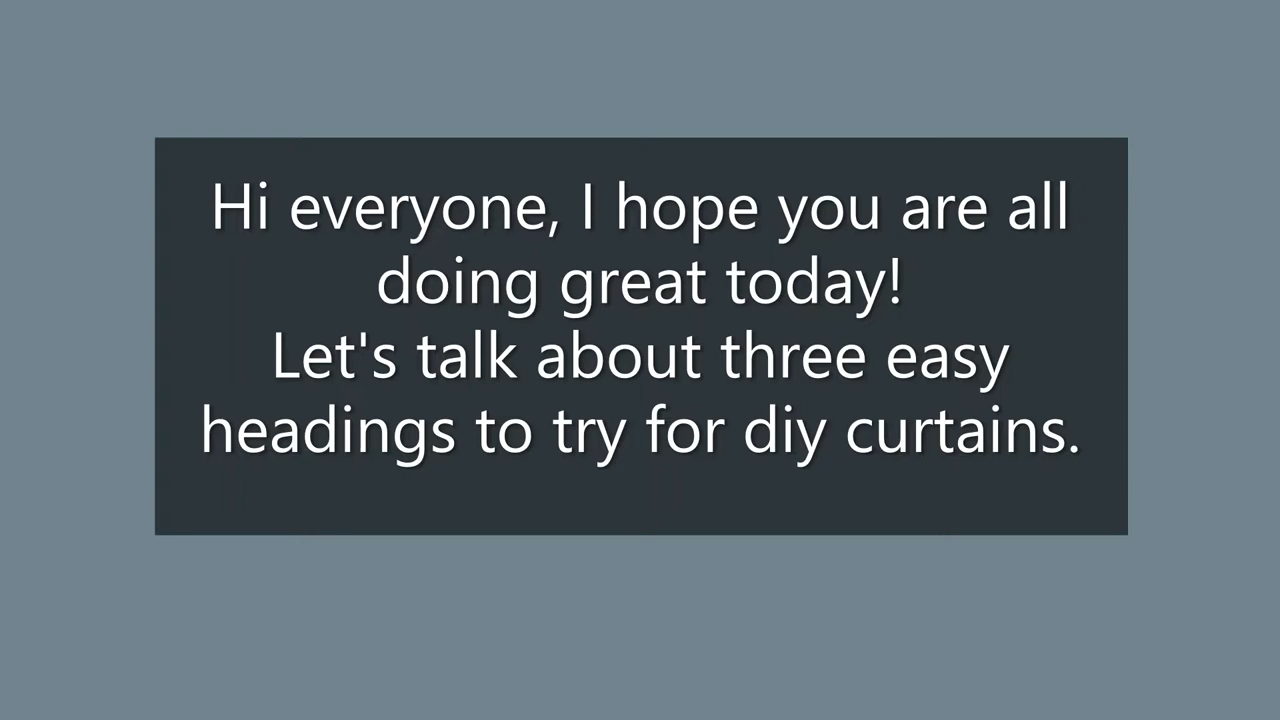 Hi everyone, I hope you are all
doing great today!
Let's talk about three easy
headings to try for diy curtains.